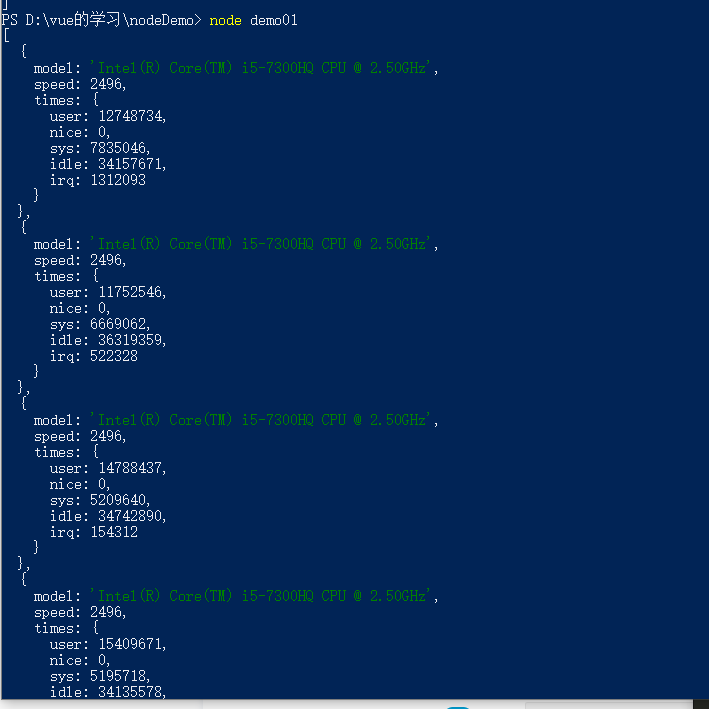 ]
PS D:\vue的学习\nodeDemo> node demo01
[
  {
    model: 'Intel(R) Core(TM) i5-7300HQ CPU @ 2.50GHz',
    speed: 2496,
    times: {
      user: 12748734,
      nice: 0,
      sys: 7835046,
      idle: 34157671,
      irq: 1312093
    }
  },
  {
    model: 'Intel(R) Core(TM) i5-7300HQ CPU @ 2.50GHz',
    speed: 2496,
    times: {
      user: 11752546,
      nice: 0,
      sys: 6669062,
      idle: 36319359,
      irq: 522328
    }
  },
  {
    model: 'Intel(R) Core(TM) i5-7300HQ CPU @ 2.50GHz',
    speed: 2496,
    times: {
      user: 14788437,
      nice: 0,
      sys: 5209640,
      idle: 34742890,
      irq: 154312
    }
  },
  {
    model: 'Intel(R) Core(TM) i5-7300HQ CPU @ 2.50GHz',
    speed: 2496,
    times: {
      user: 15409671,
      nice: 0,
      sys: 5195718,
      idle: 34135578,